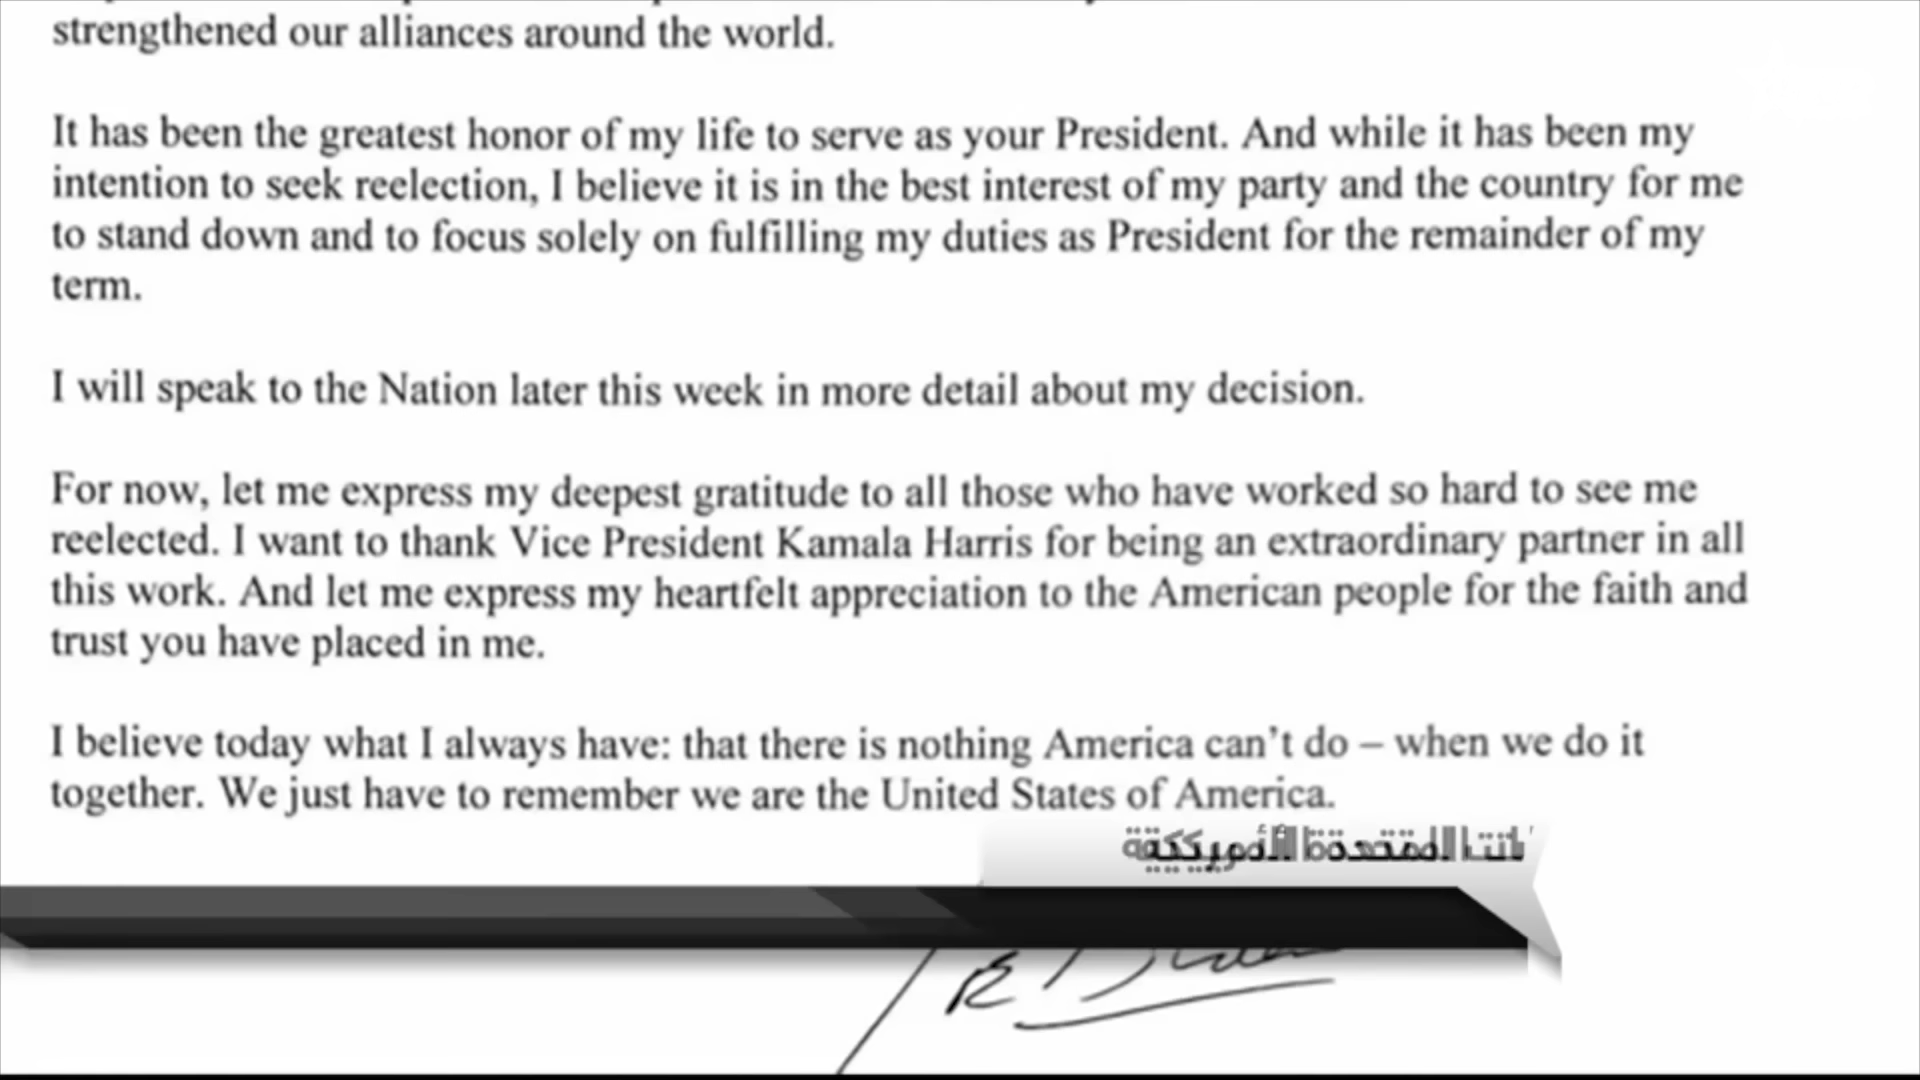 strengthened our alliances around the world.
It has been the greatest honor of my life to serve as your President. And while it has been my
intention to seek reelection, I believe it is in the best interest of my party and the country for me
to stand down and to focus solely on fulfilling my duties as President for the remainder of my
term.
I will speak to the Nation later this week in more detail about my decision.
For now, let me express my deepest gratitude to all those who have worked so hard to see me
reelected. I want to thank Vice President Kamala Harris for being an extraordinary partner in all
this work. And let me express my heartfelt appreciation to the American people for the faith and
trust you have placed in me.
I believe today what I always have: that there is nothing America can’t do – when we do it
together. We just have to remember we are the United States of America.
المتحدة الأمريكية